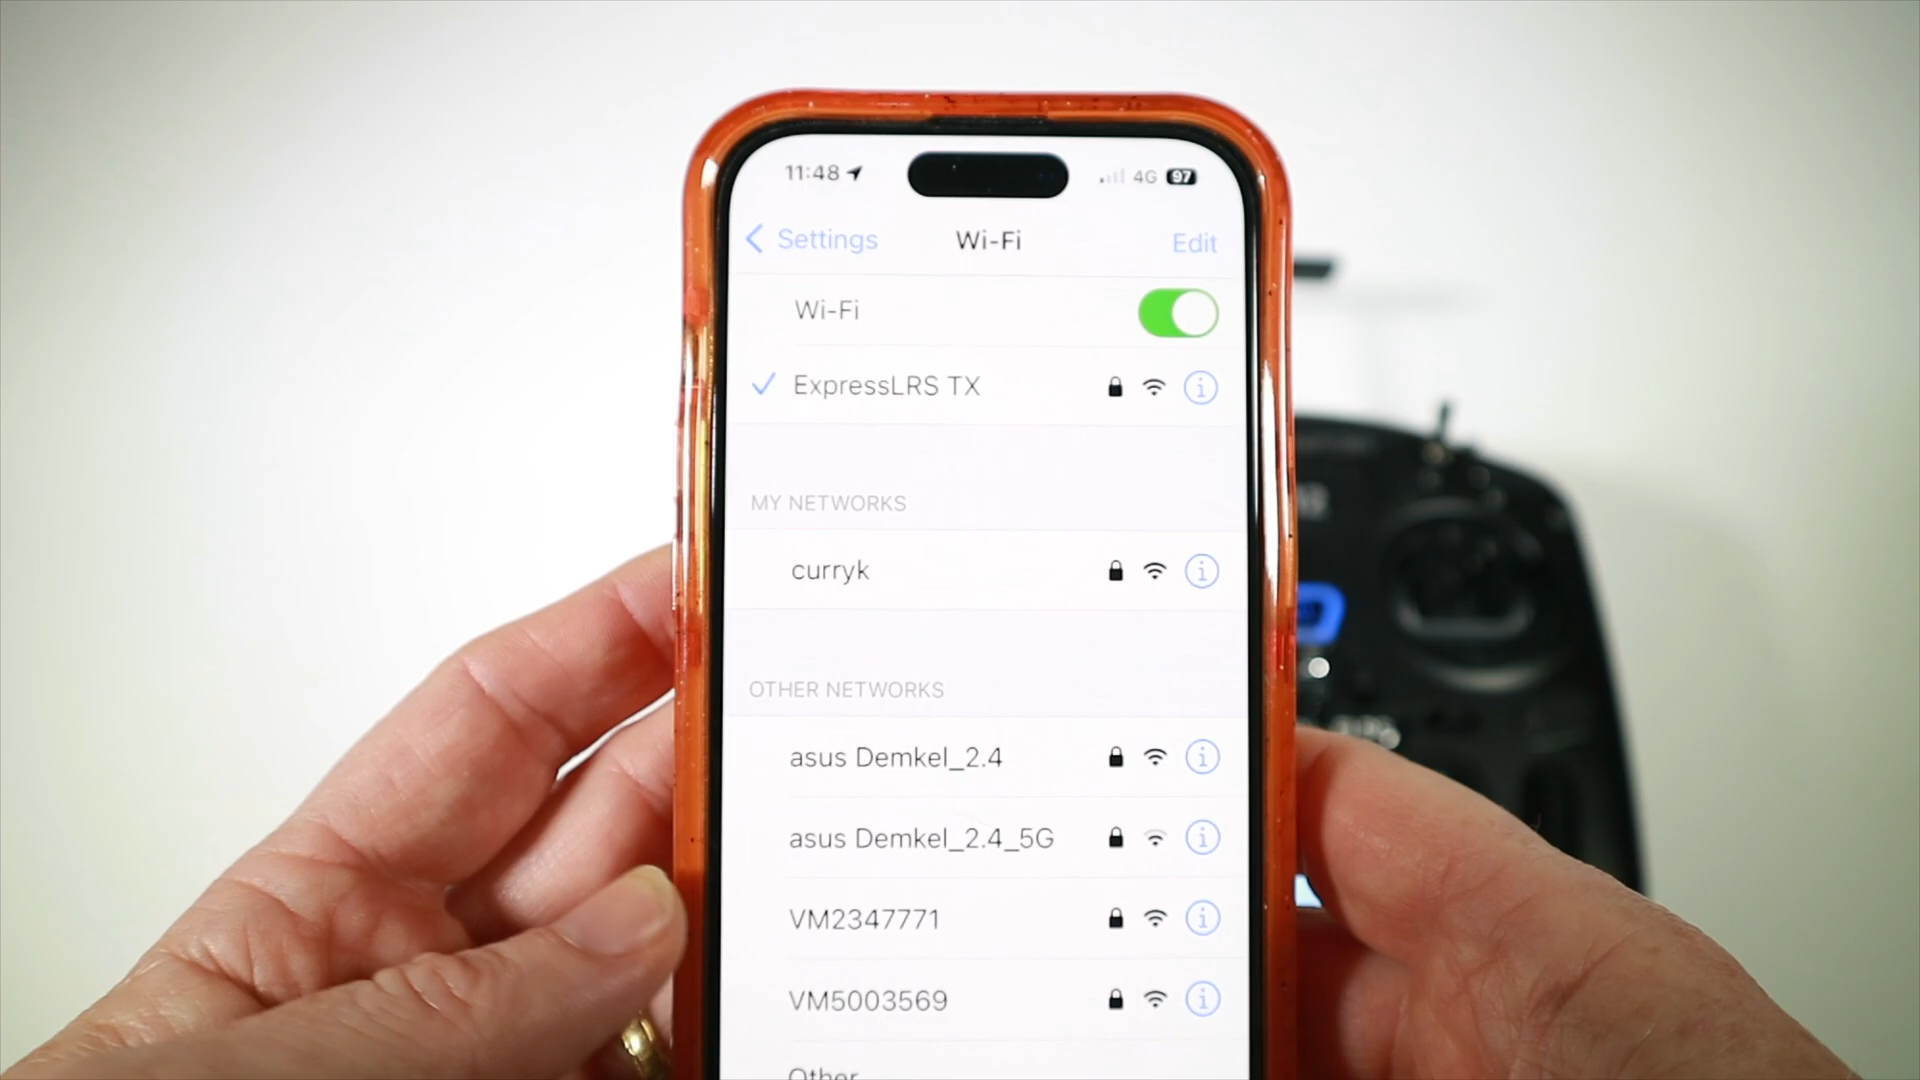 11:48
4G 97
Settings Wi-Fi Edit
Wi-Fi
ExpressLRS TX
MY NETWORKS
curryk
OTHER NETWORKS
asus Demkel_2.4
asus Demkel_2.4_5G
VM2347771
VM5003569
Other